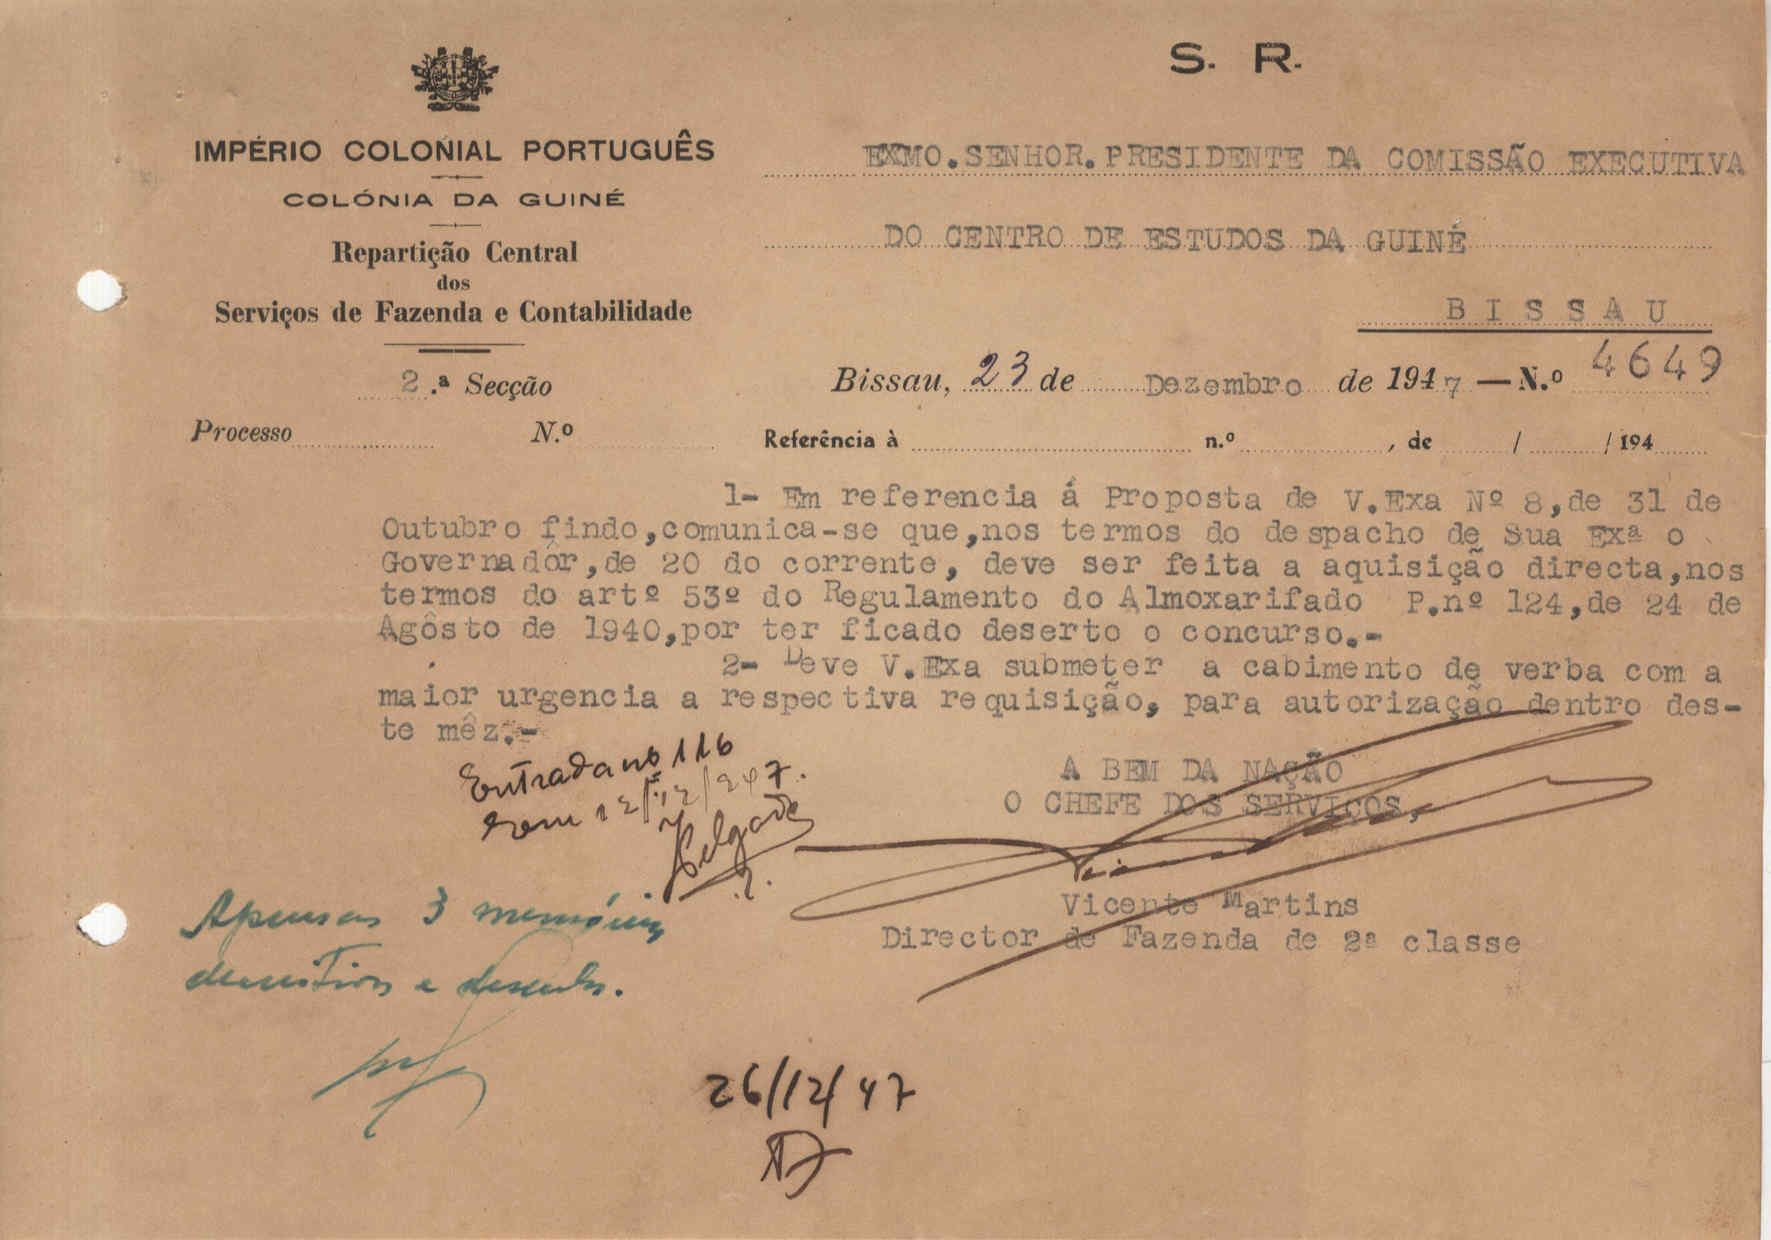 S. R.
IMPÉRIO COLONIAL PORTUGUÊS
COLÓNIA DA GUINÉ
Repartição Central
dos
Serviços de Fazenda e Contabilidade
2.ª Secção
Processo N.º
EXMO.SENHOR.PRESIDENTE DA COMISSÃO EXECUTIVA
DO CENTRO DE ESTUDOS DA GUINÉ
BISSAU
Bissau, 23 de Dezembro de 1947 — N.º 4649
Referência à n.º , de / / 194
1- Em referencia á Proposta de V.Exa Nº 8,de 31 de
Outubro findo,comunica-se que,nos termos do despacho de Sua Exª o
Governadôr,de 20 do corrente, deve ser feita a aquisição directa,nos
termos do artº 53º do Regulamento do Almoxarifado P.nº 124,de 24 de
Agôsto de 1940,por ter ficado deserto o concurso.-
2- Deve V.Exa submeter a cabimento de verba com a
maior urgencia a respectiva requisição, para autorização dentro des-
te mêz.-
A BEM DA NAÇÃO
O CHEFE DOS SERVIÇOS,
Vicente Martins
Director de Fazenda de 2ª classe
Entrada nº 116
Apensas 3 memórias
e desenhos.
26/12/47